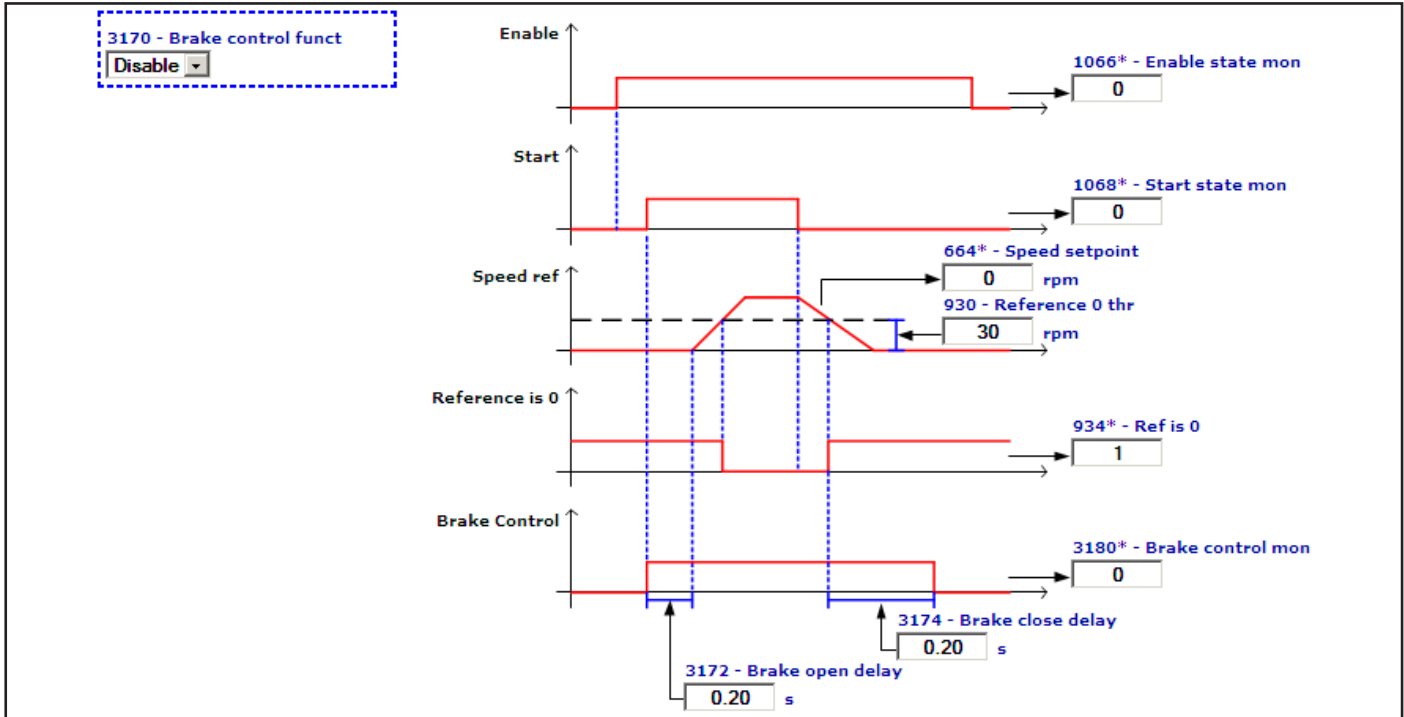 3170 - Brake control funct
Disable
Enable
1066* - Enable state mon
0
Start
1068* - Start state mon
0
Speed ref
664* - Speed setpoint
0 rpm
930 - Reference 0 thr
30 rpm
Reference is 0
934* - Ref is 0
1
Brake Control
3180* - Brake control mon
0
3174 - Brake close delay
0.20 s
3172 - Brake open delay
0.20 s